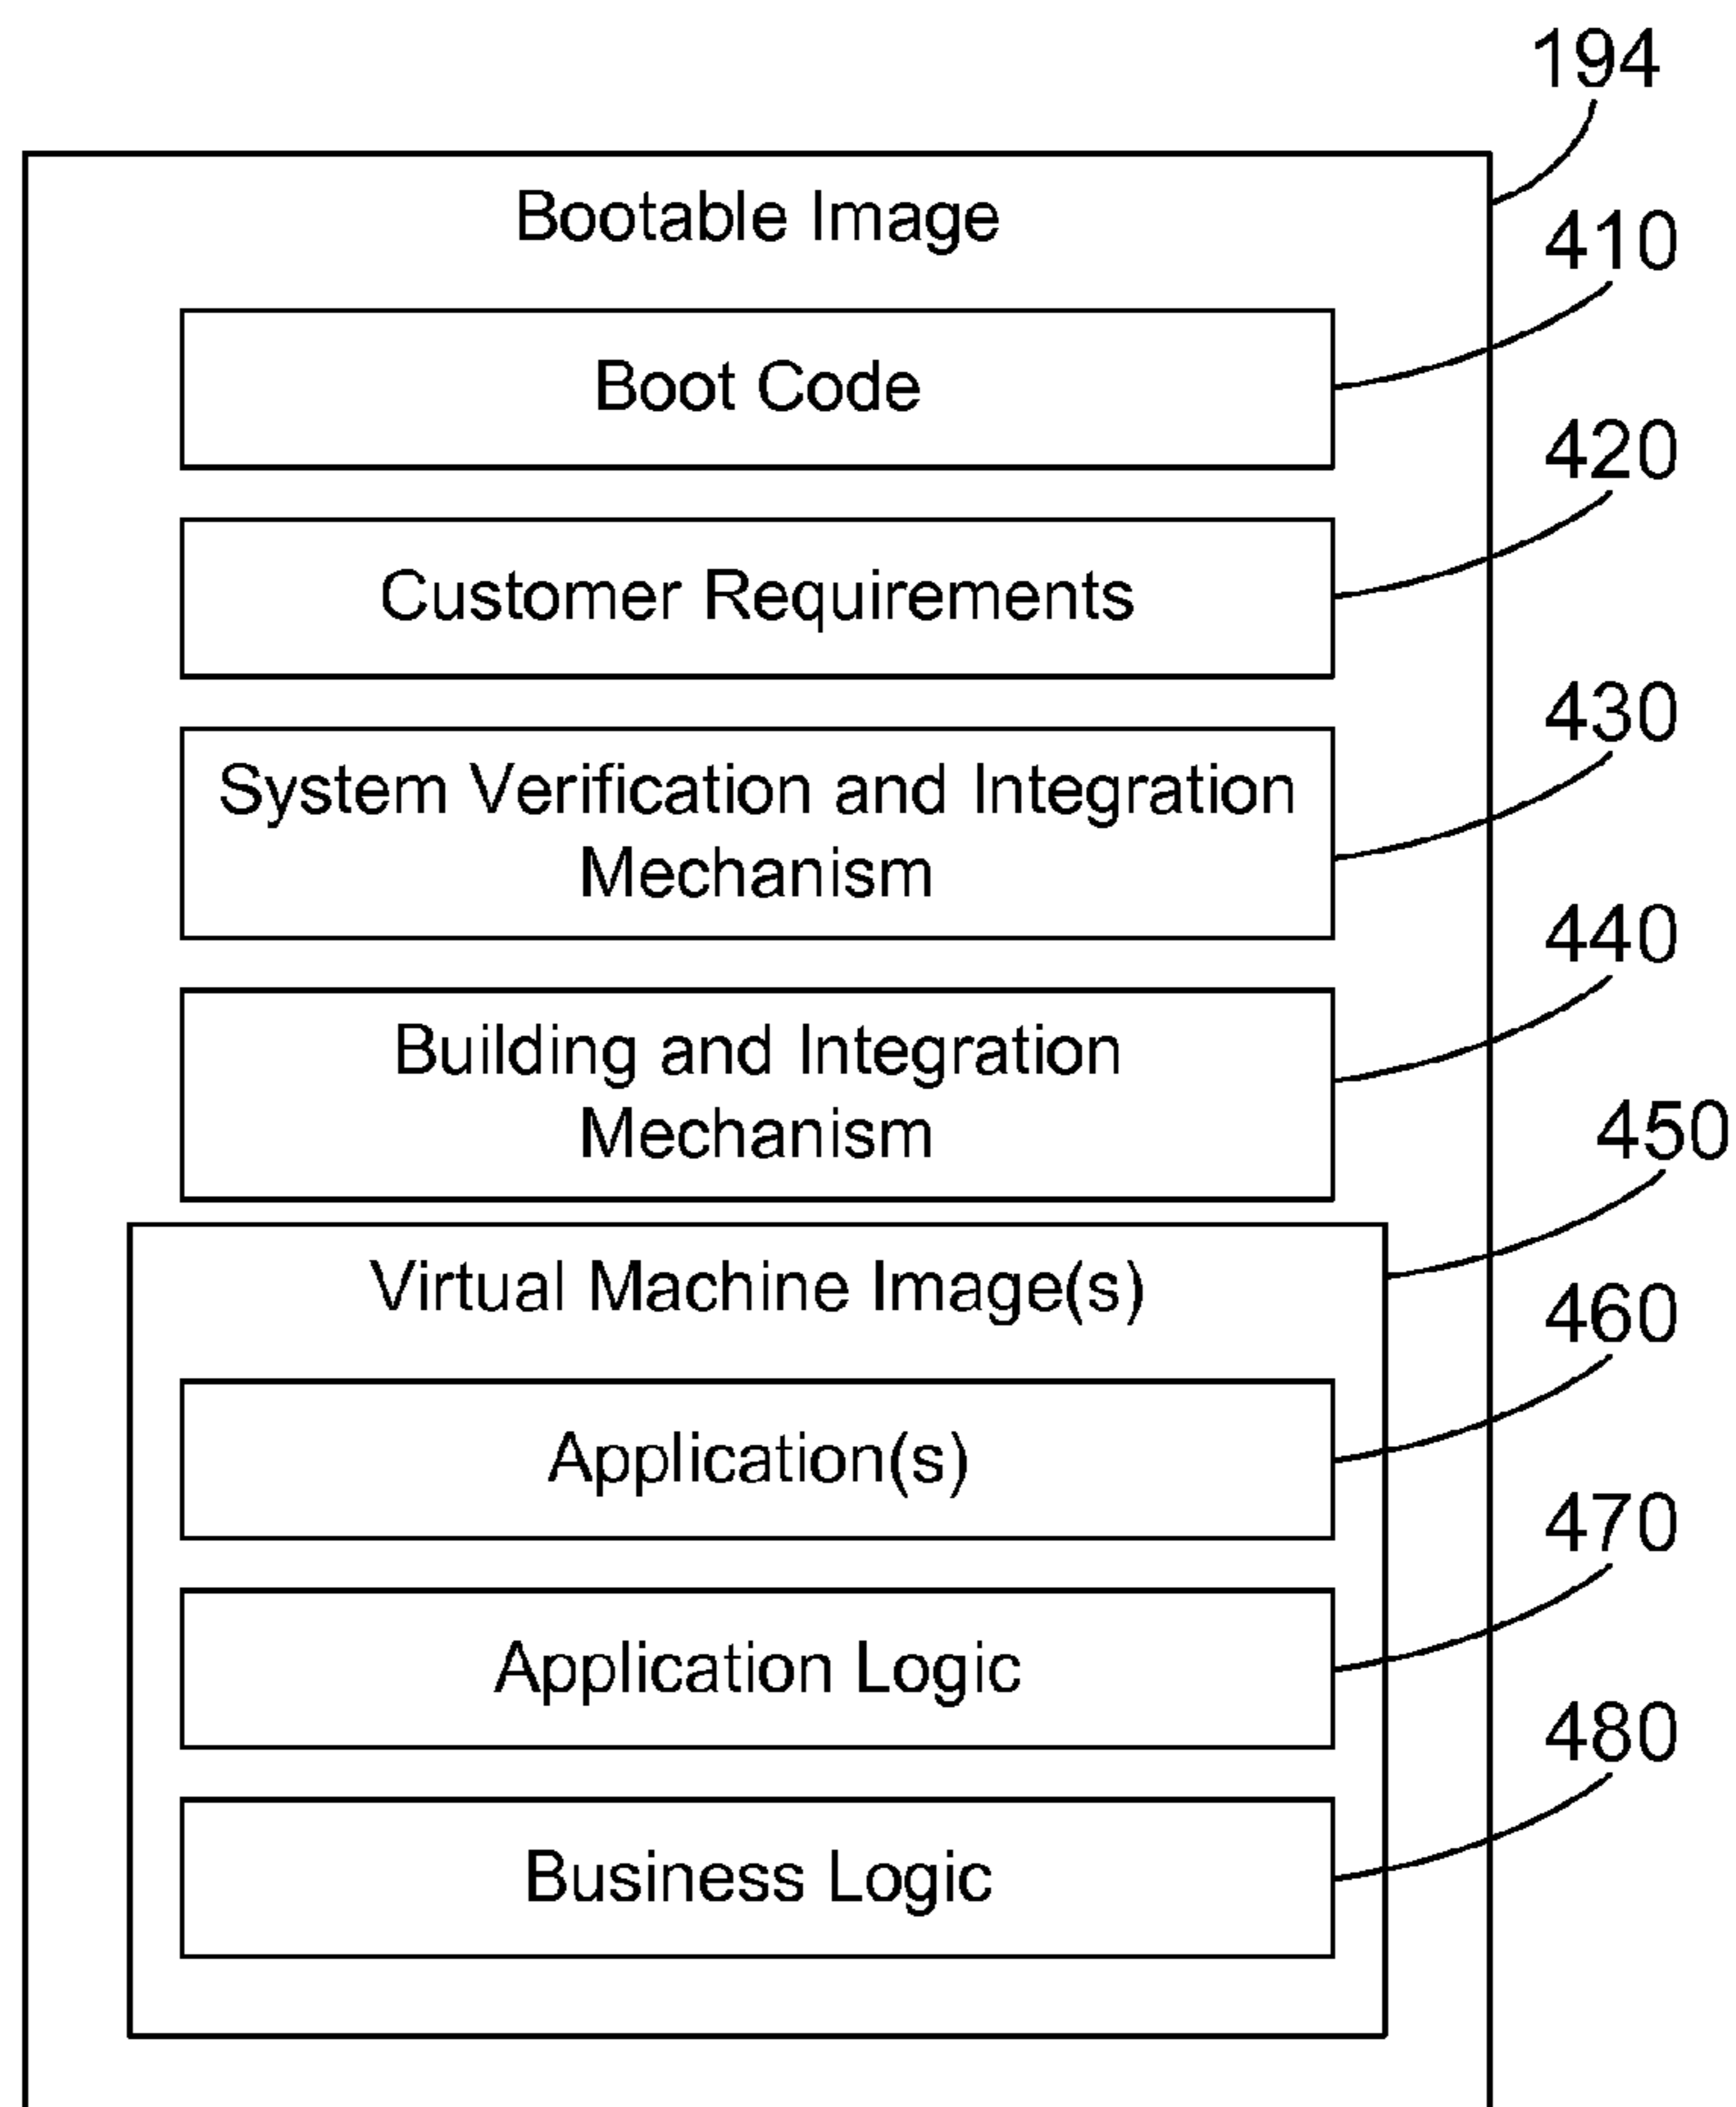 194
Bootable Image
410
Boot Code
420
Customer Requirements
430
System Verification and Integration
Mechanism
440
Building and Integration
Mechanism
450
Virtual Machine Image(s)
460
Application(s)
470
Application Logic
480
Business Logic